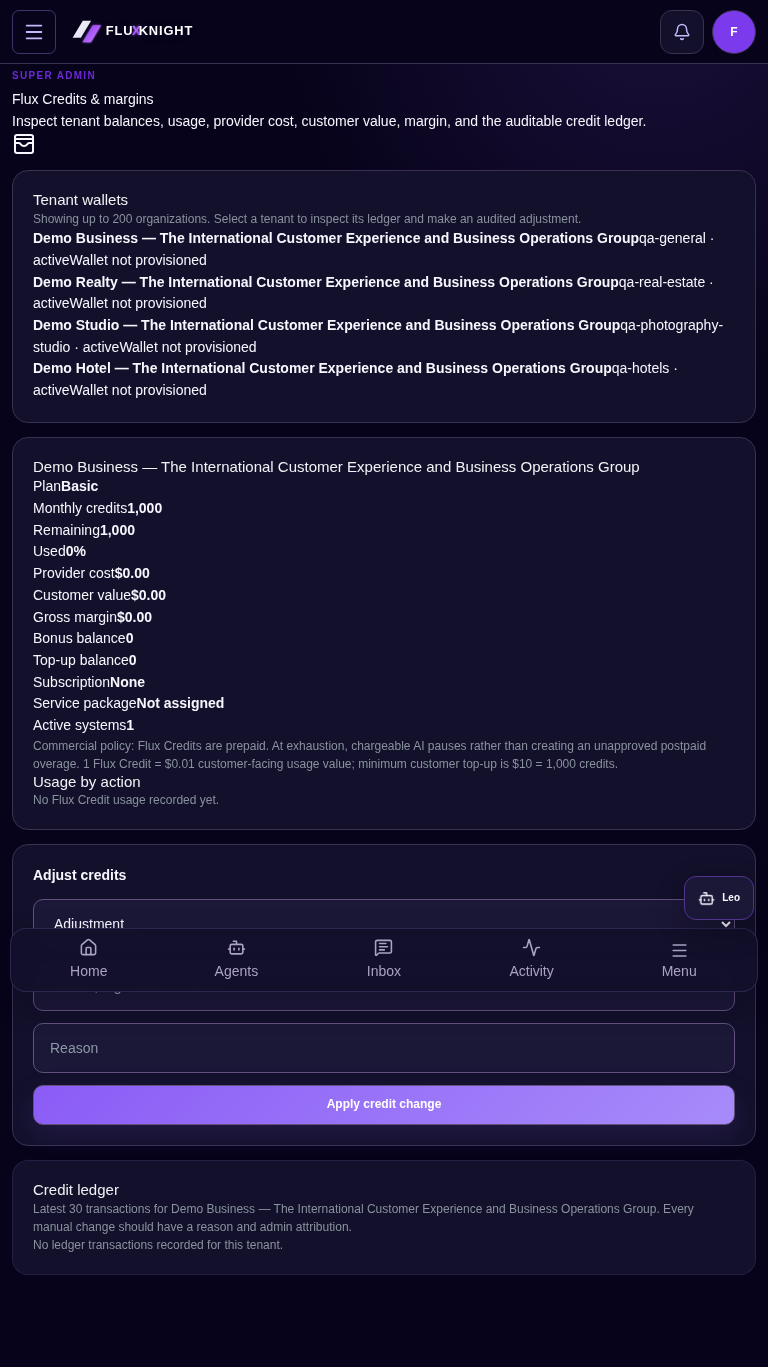 FLUXKNIGHT
F
SUPER ADMIN
Flux Credits & margins
Inspect tenant balances, usage, provider cost, customer value, margin, and the auditable credit ledger.
Tenant wallets
Showing up to 200 organizations. Select a tenant to inspect its ledger and make an audited adjustment.
Demo Business — The International Customer Experience and Business Operations Groupqa-general ·
activeWallet not provisioned
Demo Realty — The International Customer Experience and Business Operations Groupqa-real-estate ·
activeWallet not provisioned
Demo Studio — The International Customer Experience and Business Operations Groupqa-photography-
studio · activeWallet not provisioned
Demo Hotel — The International Customer Experience and Business Operations Groupqa-hotels ·
activeWallet not provisioned
Demo Business — The International Customer Experience and Business Operations Group
PlanBasic
Monthly credits1,000
Remaining1,000
Used0%
Provider cost$0.00
Customer value$0.00
Gross margin$0.00
Bonus balance0
Top-up balance0
SubscriptionNone
Service packageNot assigned
Active systems1
Commercial policy: Flux Credits are prepaid. At exhaustion, chargeable AI pauses rather than creating an unapproved postpaid
overage. 1 Flux Credit = $0.01 customer-facing usage value; minimum customer top-up is $10 = 1,000 credits.
Usage by action
No Flux Credit usage recorded yet.
Adjust credits
Leo
Adjustment
Home
Agents
Inbox
Activity
Menu
Reason
Apply credit change
Credit ledger
Latest 30 transactions for Demo Business — The International Customer Experience and Business Operations Group. Every
manual change should have a reason and admin attribution.
No ledger transactions recorded for this tenant.